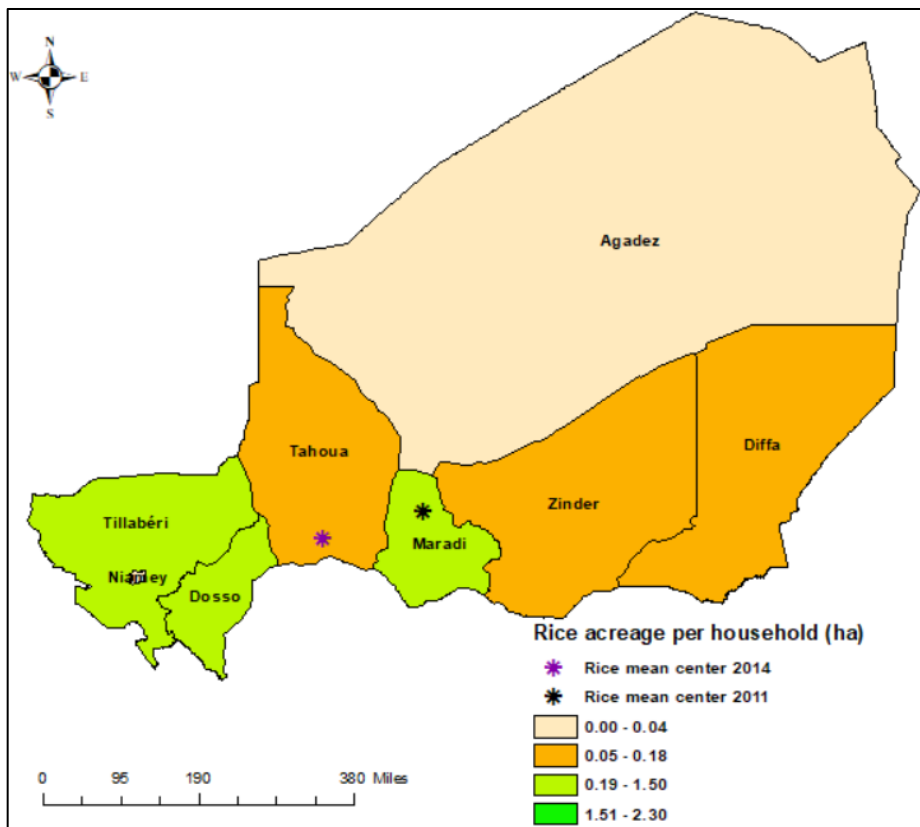 N
W E
S
Agadez
Tahoua
Diffa
Zinder
Tillabéri
Maradi
Niamey
Dosso
Rice acreage per household (ha)
Rice mean center 2014
Rice mean center 2011
0.00 - 0.04
0.05 - 0.18
0.19 - 1.50
1.51 - 2.30
0 95 190 380 Miles